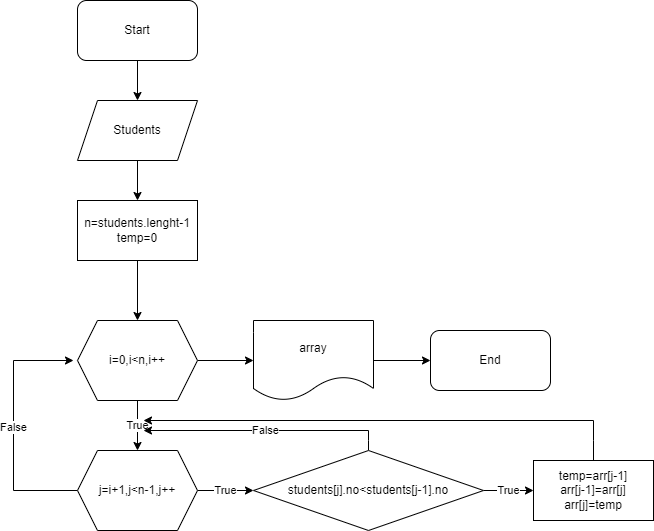 Start
Students
n=students.lenght-1
temp=0
i=0,i<n,i++
array
End
True
False
False
j=i+1,j<n-1,j++
True
students[j].no<students[j-1].no
True
temp=arr[j-1]
arr[j-1]=arr[j]
arr[j]=temp